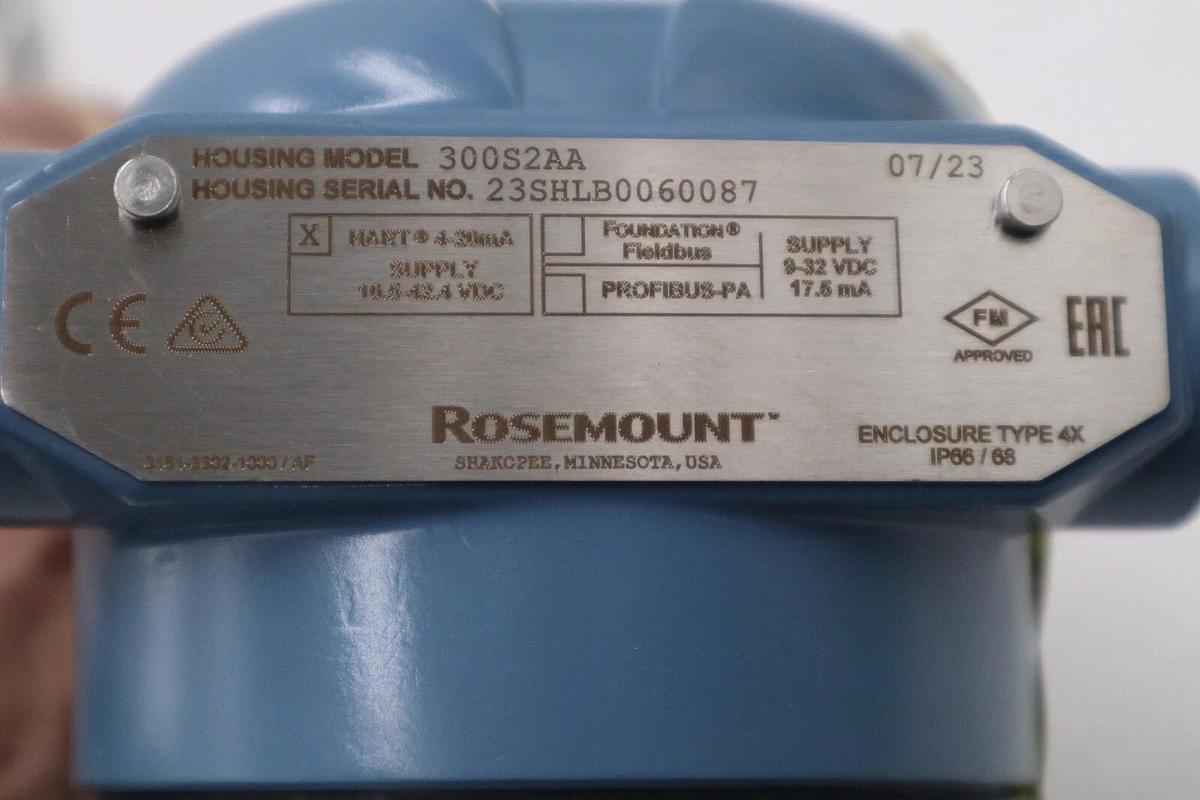 HOUSING MODEL 300S2AA
07/23
HOUSING SERIAL NO. 23SHLB0060087
X HART® 4-20mA
SUPPLY
10.5-42.4 VDC
FOUNDATION®
Fieldbus
PROFIBUS-PA
SUPPLY
9-32 VDC
17.5 mA
CE
FM
APPROVED
EAC
ROSEMOUNT™
SHAKOPEE, MINNESOTA, USA
ENCLOSURE TYPE 4X
IP66 / 68